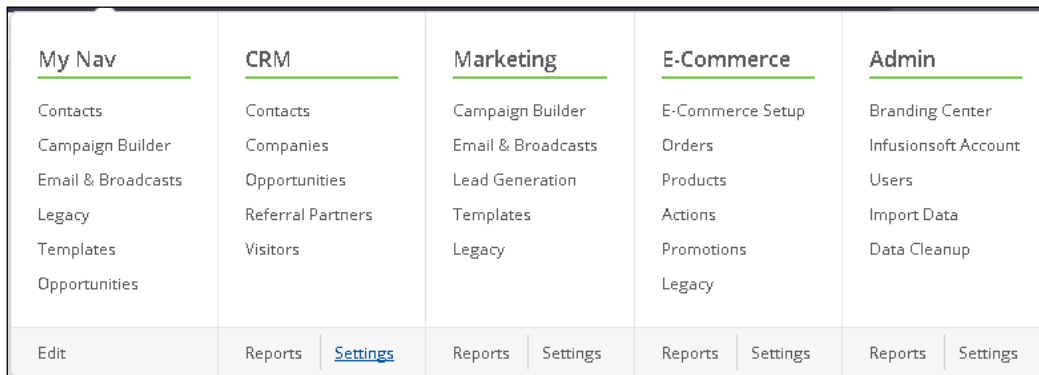 My Nav
Contacts
Campaign Builder
Email & Broadcasts
Legacy
Templates
Opportunities
Edit
CRM
Contacts
Companies
Opportunities
Referral Partners
Visitors
Reports
Settings
Marketing
Campaign Builder
Email & Broadcasts
Lead Generation
Templates
Legacy
Reports
Settings
E-Commerce
E-Commerce Setup
Orders
Products
Actions
Promotions
Legacy
Reports
Settings
Admin
Branding Center
Infusionsoft Account
Users
Import Data
Data Cleanup
Reports
Settings